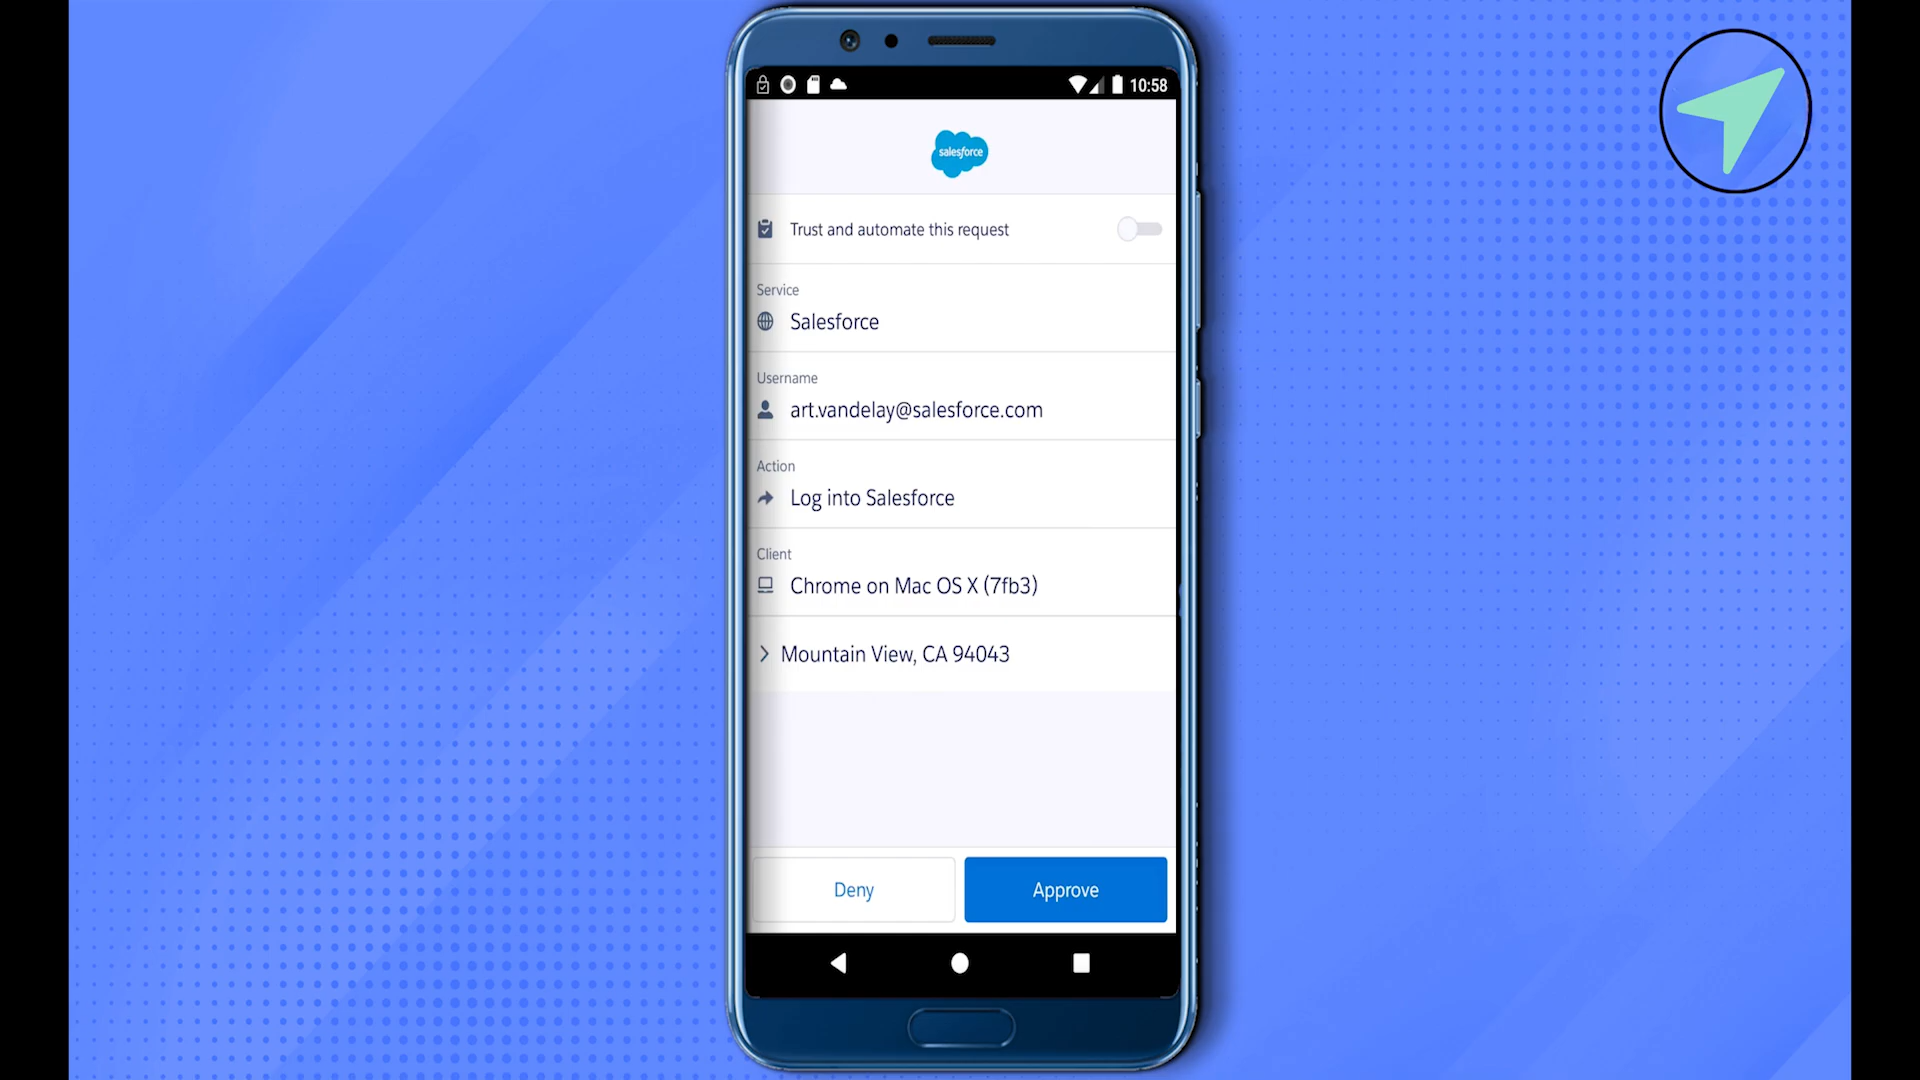 10:58
salesforce
Trust and automate this request
Service
Salesforce
Username
art.vandelay@salesforce.com
Action
Log into Salesforce
Client
Chrome on Mac OS X (7fb3)
Mountain View, CA 94043
Deny
Approve